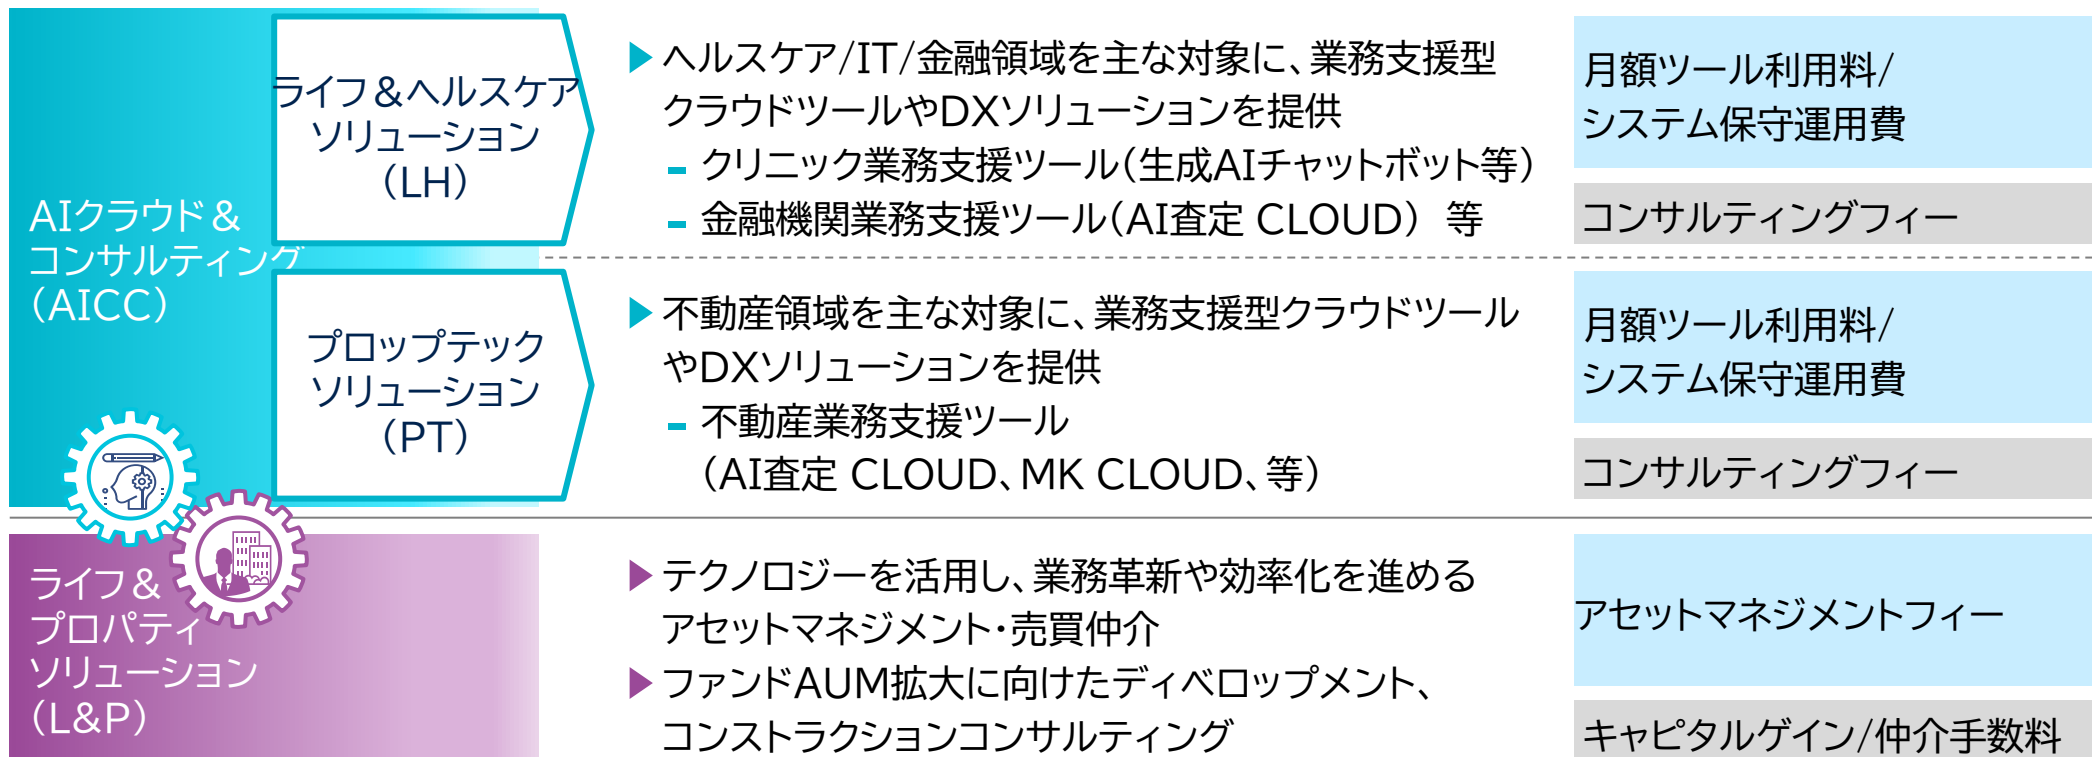 AIクラウド&
コンサルティング
(AICC)
ライフ&ヘルスケア
ソリューション
(LH)
▶ヘルスケア/IT/金融領域を主な対象に、業務支援型
クラウドツールやDXソリューションを提供
- クリニック業務支援ツール(生成AIチャットボット等)
- 金融機関業務支援ツール(AI査定 CLOUD) 等
月額ツール利用料/
システム保守運用費
コンサルティングフィー
プロップテック
ソリューション
(PT)
▶不動産領域を主な対象に、業務支援型クラウドツール
やDXソリューションを提供
- 不動産業務支援ツール
(AI査定 CLOUD、MK CLOUD、等)
月額ツール利用料/
システム保守運用費
コンサルティングフィー
ライフ&
プロパティ
ソリューション
(L&P)
▶テクノロジーを活用し、業務革新や効率化を進める
アセットマネジメント・売買仲介
▶ファンドAUM拡大に向けたディベロップメント、
コンストラクションコンサルティング
アセットマネジメントフィー
キャピタルゲイン/仲介手数料